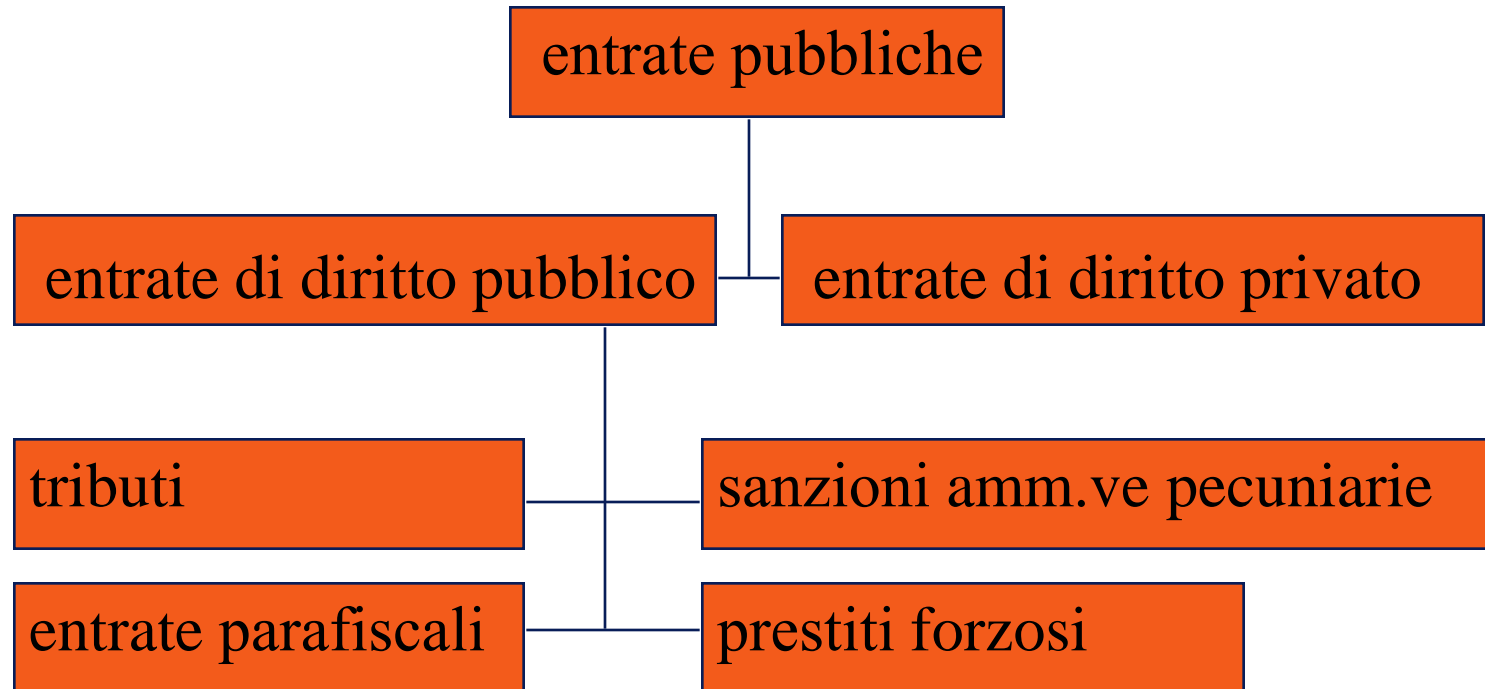 entrate pubbliche
entrate di diritto pubblico
entrate di diritto privato
tributi
sanzioni amm.ve pecuniarie
entrate parafiscali
prestiti forzosi